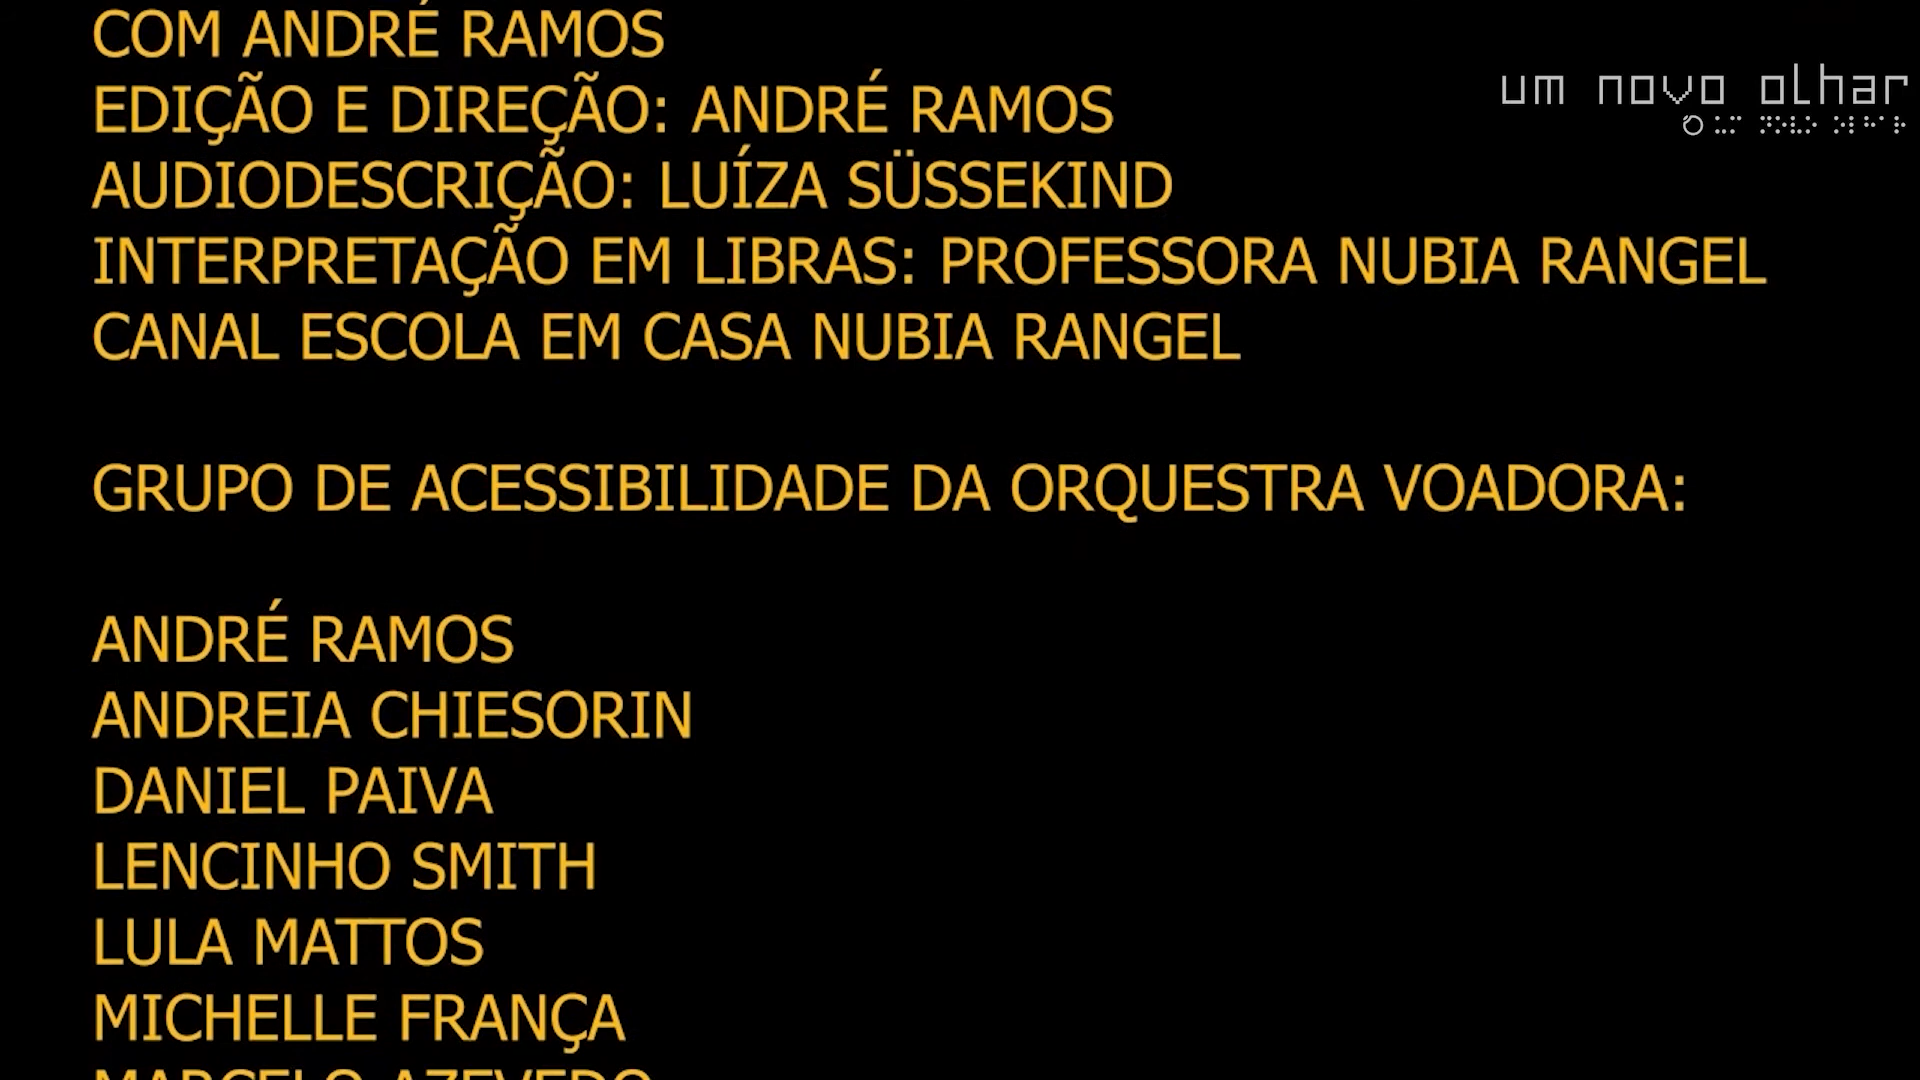 COM ANDRÉ RAMOS
um novo olhar
EDIÇÃO E DIREÇÃO: ANDRÉ RAMOS
AUDIODESCRIÇÃO: LUÍZA SÜSSEKIND
INTERPRETAÇÃO EM LIBRAS: PROFESSORA NUBIA RANGEL
CANAL ESCOLA EM CASA NUBIA RANGEL
GRUPO DE ACESSIBILIDADE DA ORQUESTRA VOADORA:
ANDRÉ RAMOS
ANDREIA CHIESORIN
DANIEL PAIVA
LENCINHO SMITH
LULA MATTOS
MICHELLE FRANÇA
MARCELO AZEVEDO